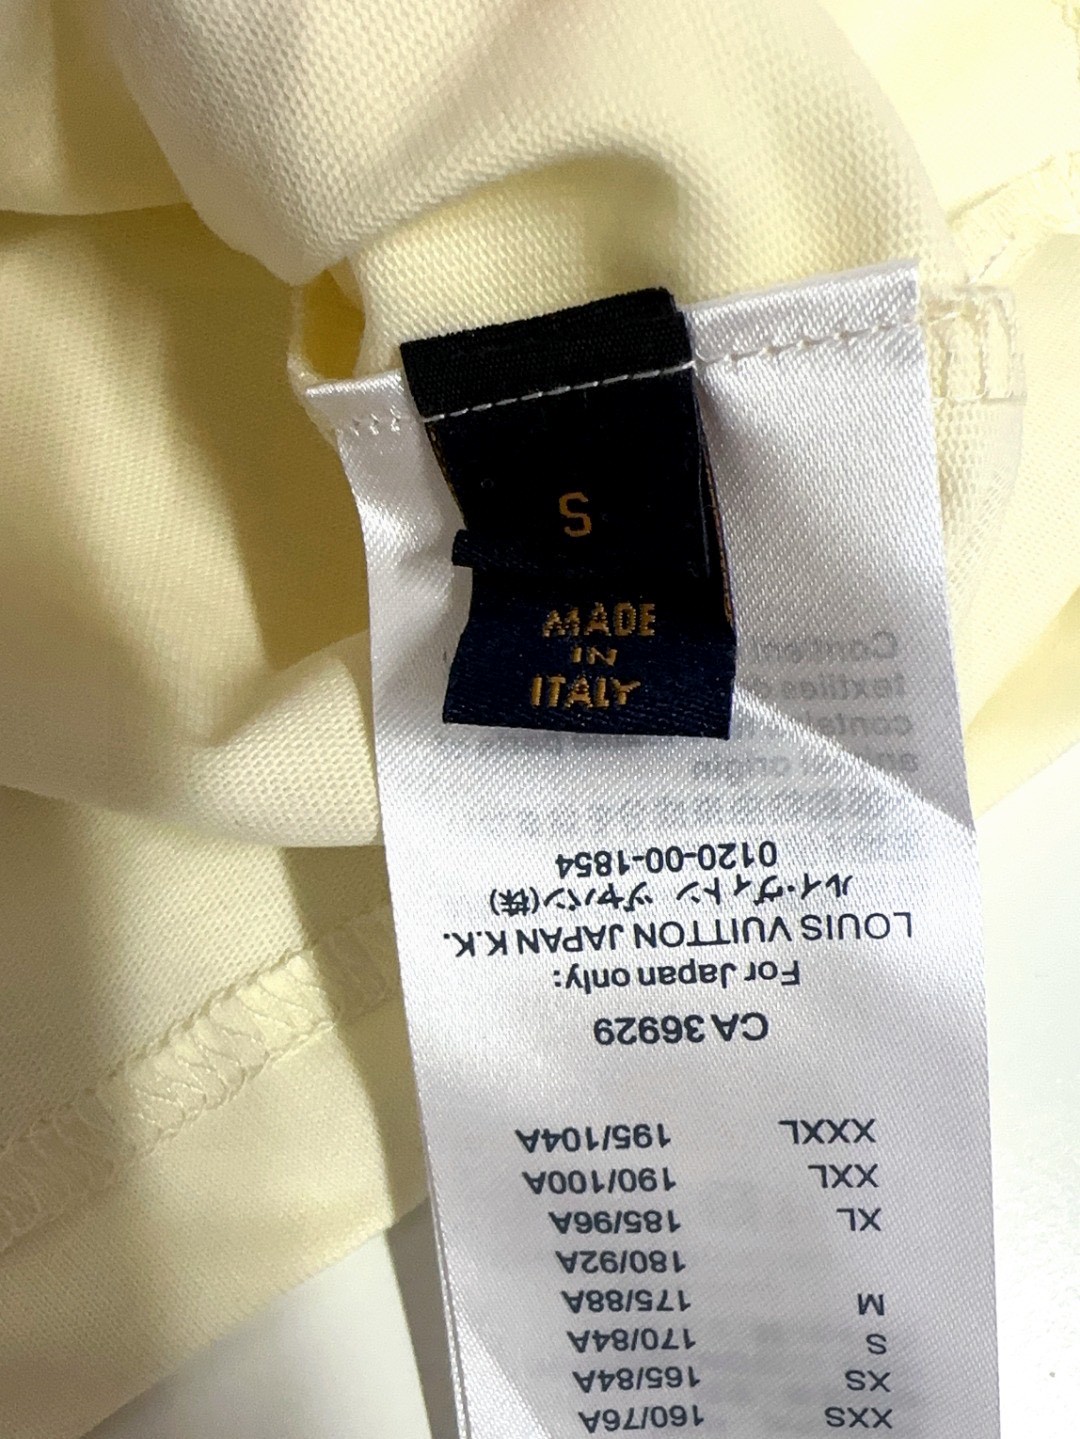 S
MADE
IN
ITALY
XXS 160/76A
XS 165/84A
S 170/84A
M 175/88A
180/92A
XL 185/96A
XXL 190/100A
XXXL 195/104A
CA 36929
For Japan only:
LOUIS VUITTON JAPAN K.K.
ルイ・ヴィトン ジャパン(株)
0120-00-1854
textiles
origin